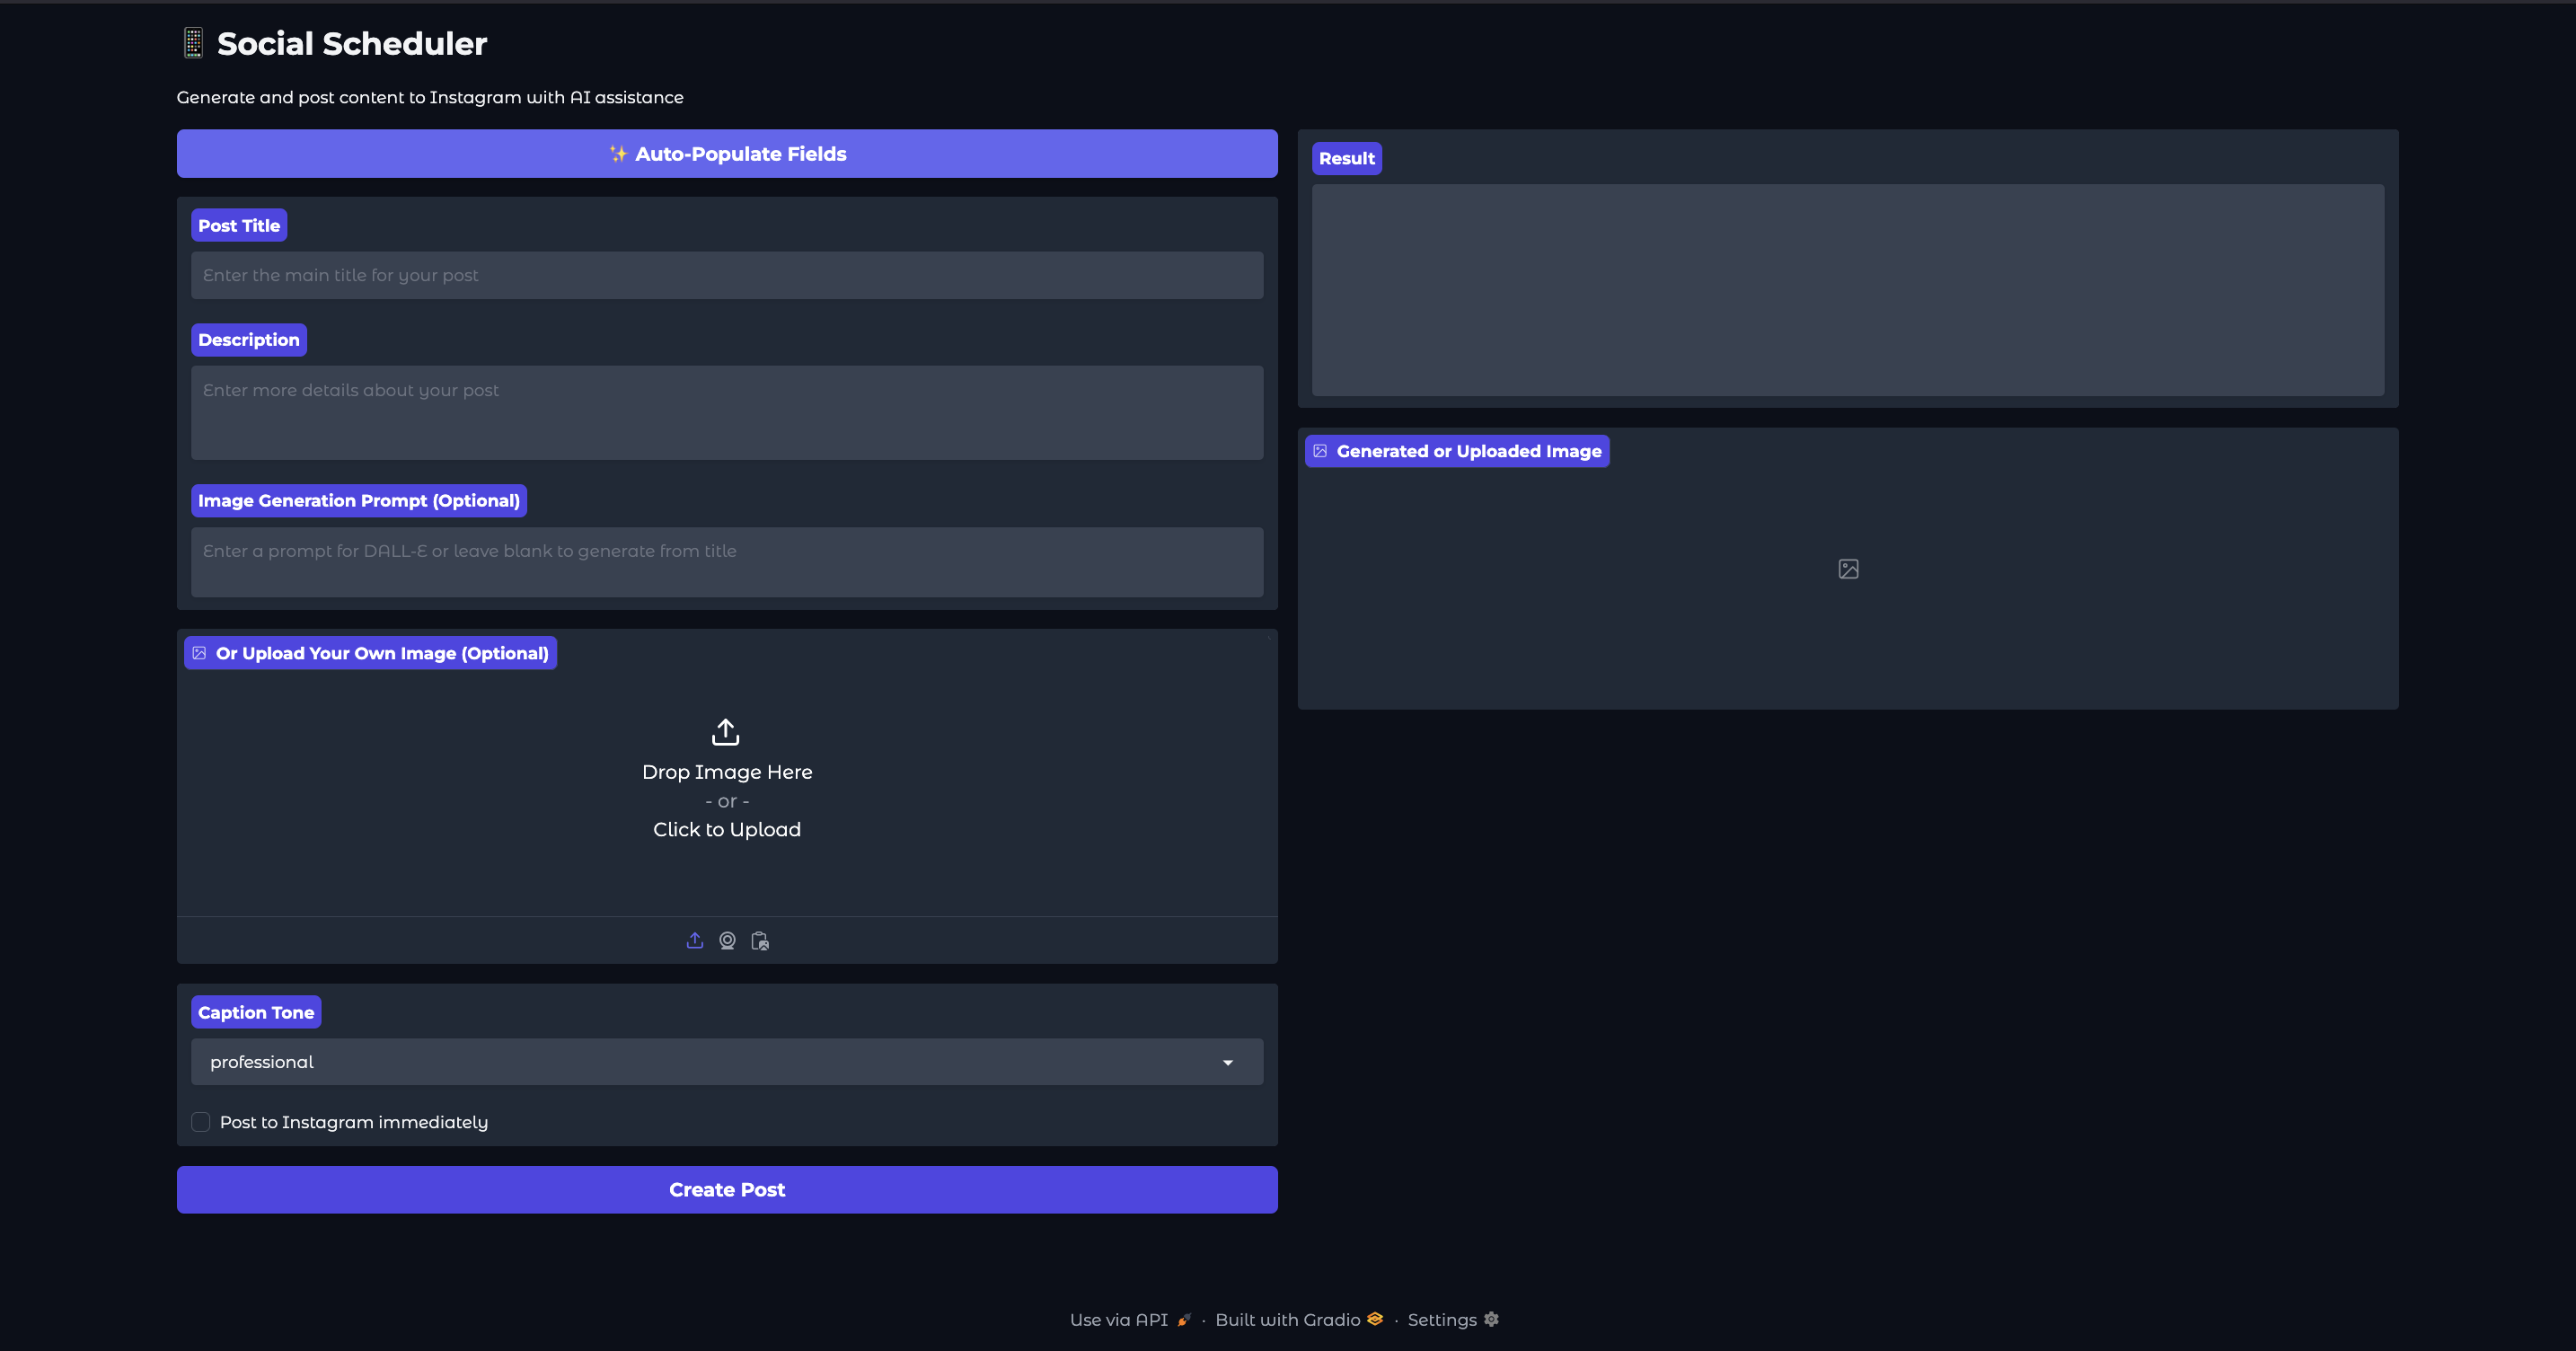 Social Scheduler
Generate and post content to Instagram with AI assistance
✨ Auto-Populate Fields
Post Title
Enter the main title for your post
Description
Enter more details about your post
Image Generation Prompt (Optional)
Enter a prompt for DALL-E or leave blank to generate from title
Or Upload Your Own Image (Optional)
Drop Image Here
- or -
Click to Upload
Caption Tone
professional
Post to Instagram immediately
Create Post
Result
Generated or Uploaded Image
Use via API · Built with Gradio · Settings